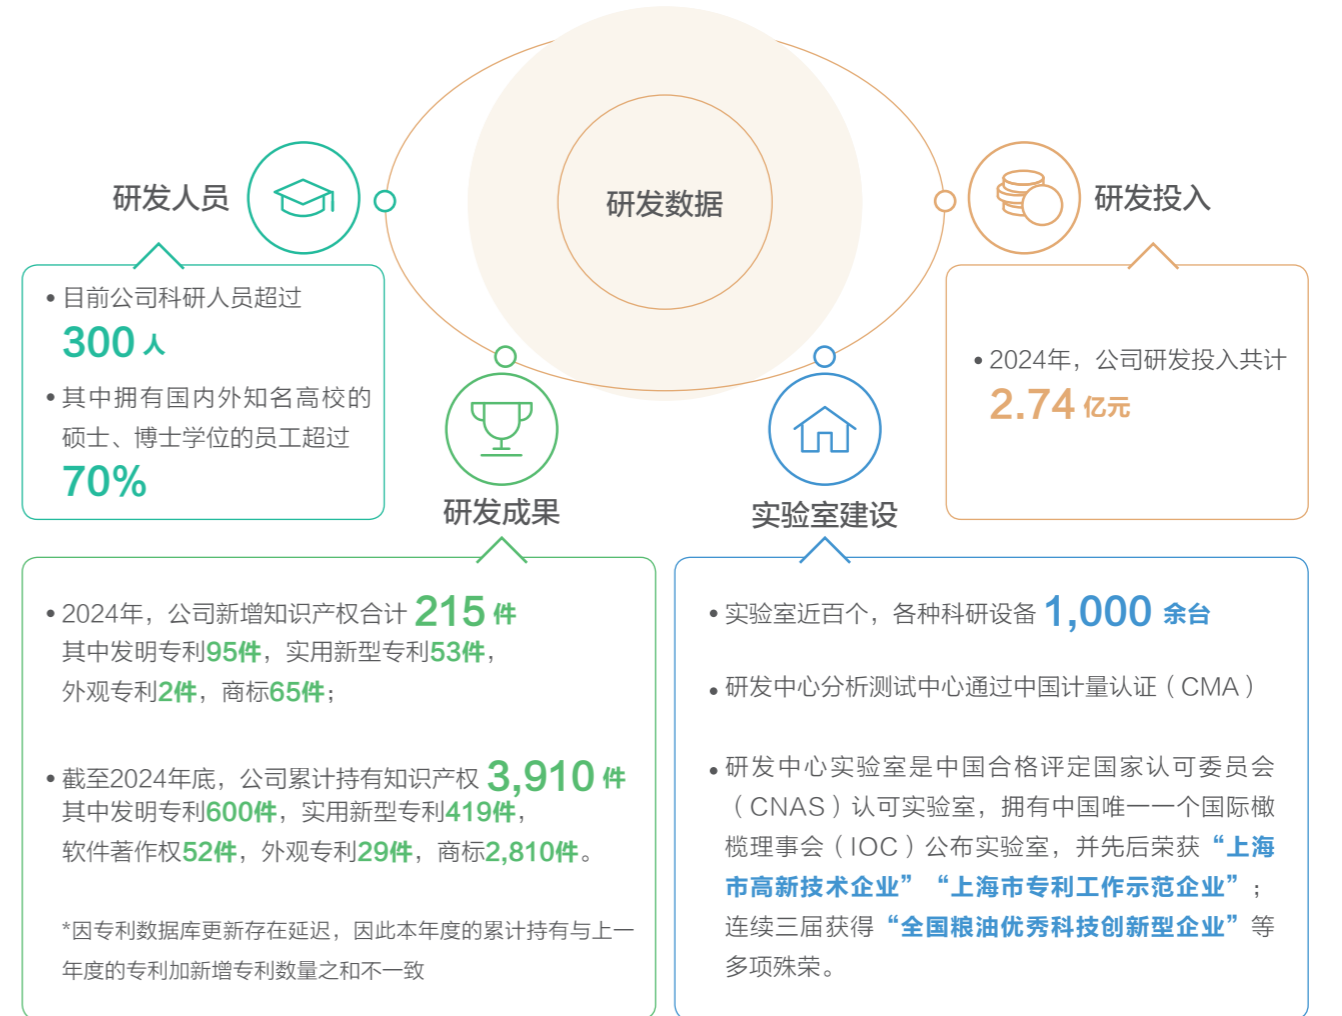 研发数据
研发人员
• 目前公司科研人员超过
300 人
• 其中拥有国内外知名高校的
硕士、博士学位的员工超过
70%
研发投入
• 2024年，公司研发投入共计
2.74 亿元
研发成果
• 2024年，公司新增知识产权合计 215 件
其中发明专利95件，实用新型专利53件，
外观专利2件，商标65件；
• 截至2024年底，公司累计持有知识产权 3,910 件
其中发明专利600件，实用新型专利419件，
软件著作权52件，外观专利29件，商标2,810件。
*因专利数据库更新存在延迟，因此本年度的累计持有与上一
年度的专利加新增专利数量之和不一致
实验室建设
• 实验室近百个，各种科研设备 1,000 余台
• 研发中心分析测试中心通过中国计量认证（CMA）
• 研发中心实验室是中国合格评定国家认可委员会
（CNAS）认可实验室，拥有中国唯一一个国际橄
榄理事会（IOC）公布实验室，并先后荣获“上海
市高新技术企业”“上海市专利工作示范企业”；
连续三届获得“全国粮油优秀科技创新型企业”等
多项殊荣。